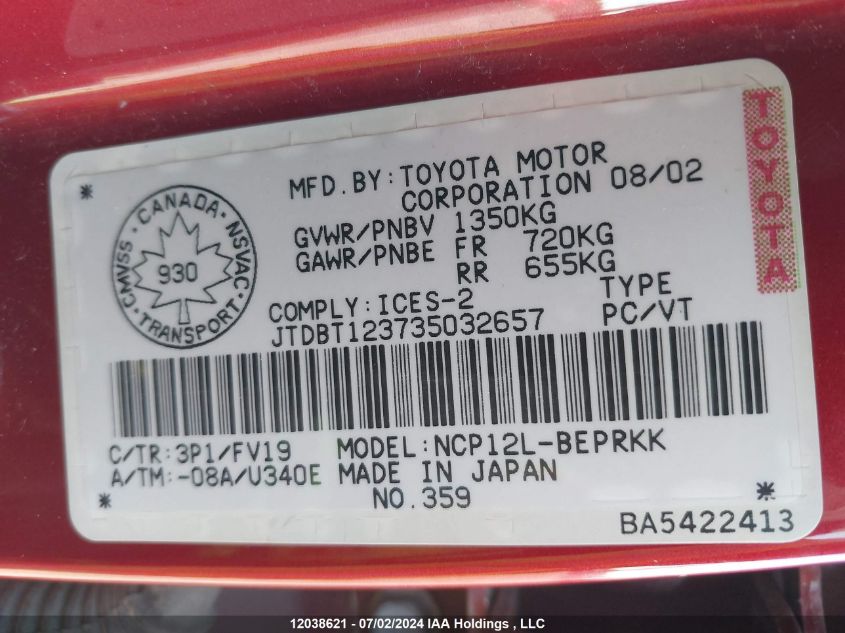 MFD.BY:TOYOTA MOTOR
CORPORATION 08/02
GVWR/PNBV 1350KG
GAWR/PNBE FR 720KG
RR 655KG
COMPLY:ICES-2 TYPE
JTDBT123735032657 PC/VT
CMVSS · CANADA · NSVAC · TRANSPORT ·
930
TOYOTA
C/TR:3P1/FV19 MODEL:NCP12L-BEPRKK
A/TM:-08A/U340E MADE IN JAPAN
NO.359
BA5422413
12038621 - 07/02/2024 IAA Holdings , LLC